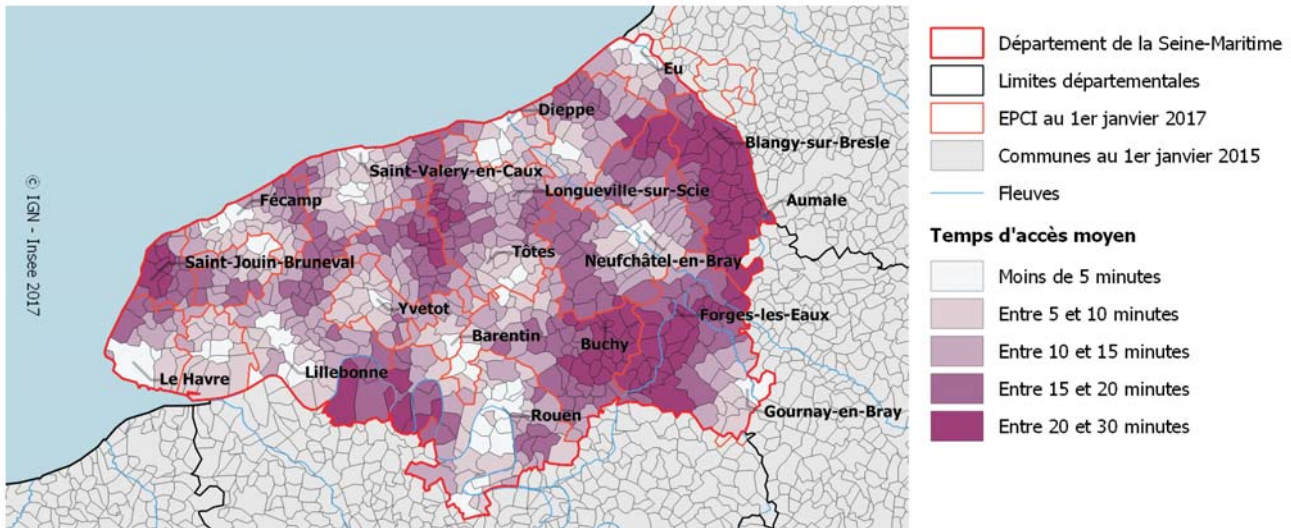 Eu
Dieppe
Blangy-sur-Bresle
Saint-Valery-en-Caux
Longueville-sur-Scie
Aumale
Fécamp
Tôtes
Saint-Jouin-Bruneval
Neufchâtel-en-Bray
Yvetot
Forges-les-Eaux
Barentin
Buchy
Le Havre
Lillebonne
Rouen
Gournay-en-Bray
© IGN - Insee 2017
Département de la Seine-Maritime
Limites départementales
EPCI au 1er janvier 2017
Communes au 1er janvier 2015
Fleuves
Temps d'accès moyen
Moins de 5 minutes
Entre 5 et 10 minutes
Entre 10 et 15 minutes
Entre 15 et 20 minutes
Entre 20 et 30 minutes